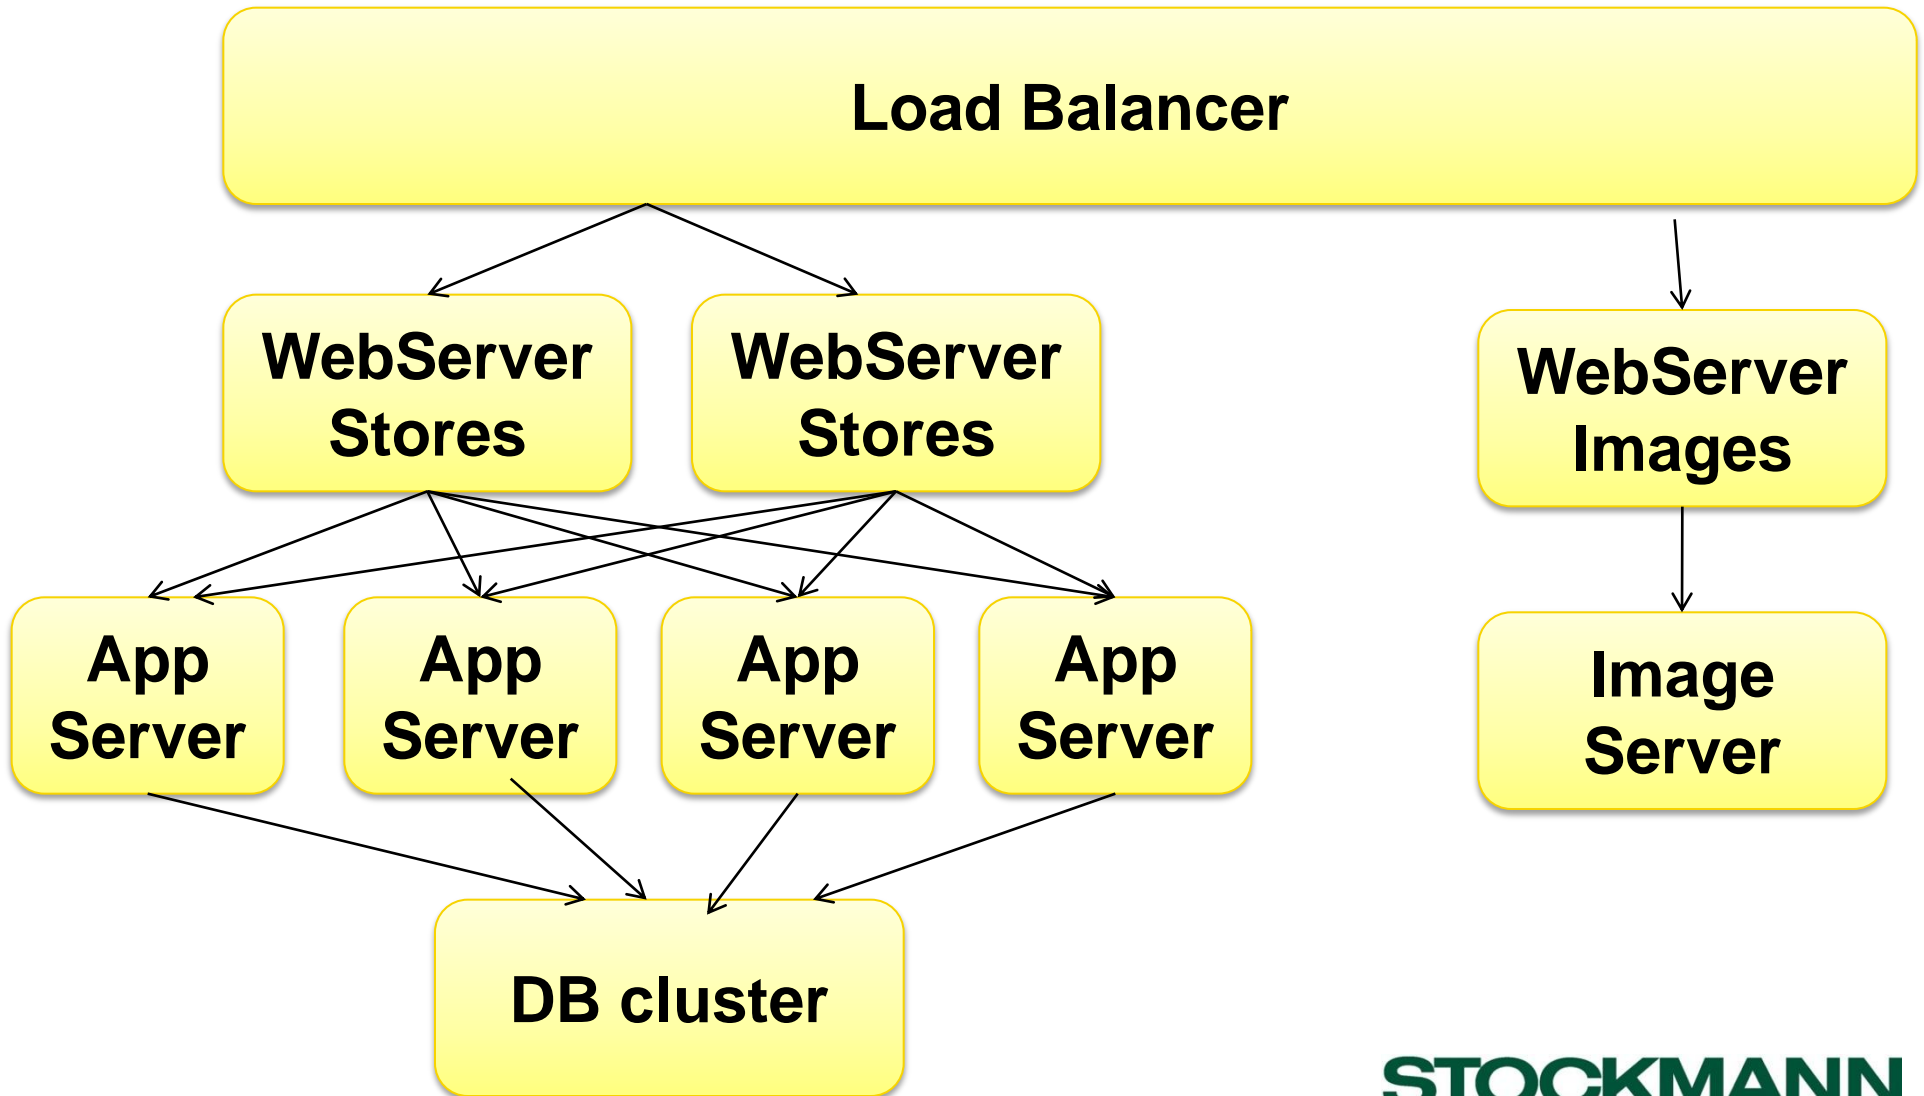 Load Balancer
WebServer
Stores
WebServer
Stores
WebServer
Images
App
Server
App
Server
App
Server
App
Server
Image
Server
DB cluster
STOCKMANN